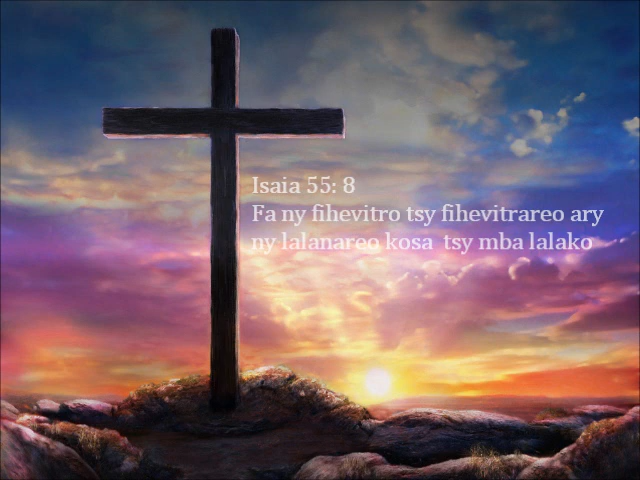 Isaia 55: 8
Fa ny fihevitro tsy fihevitrareo ary
ny lalanareo kosa  tsy mba lalako